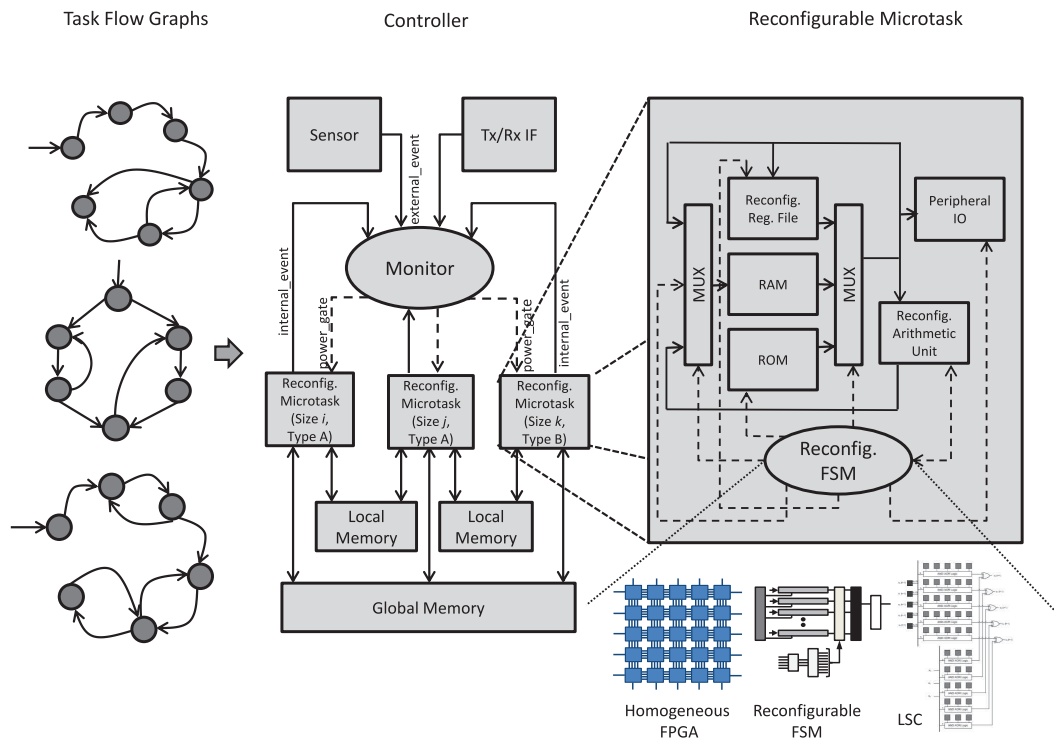 Task Flow Graphs
Controller
Reconfigurable Microtask
Sensor
Tx/Rx IF
external_event
Monitor
internal_event
power_gate
power_gate
internal_event
Reconfig.
Microtask
(Size i,
Type A)
Reconfig.
Microtask
(Size j,
Type A)
Reconfig.
Microtask
(Size k,
Type B)
Local
Memory
Local
Memory
Global Memory
MUX
Reconfig.
Reg. File
RAM
ROM
MUX
Peripheral
IO
Reconfig.
Arithmetic
Unit
Reconfig.
FSM
Homogeneous
FPGA
Reconfigurable
FSM
LSC